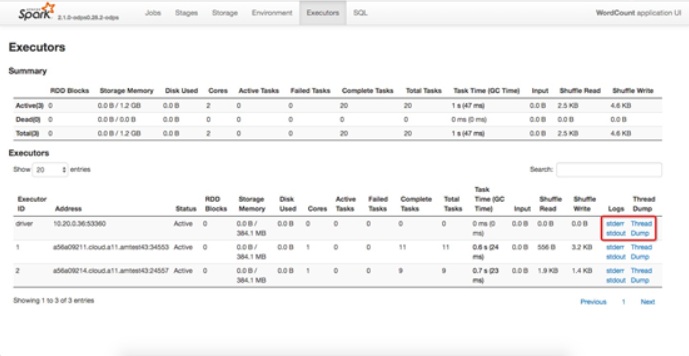 APACHE
Spark 2.1.0-odps0.28.2-odps Jobs Stages Storage Environment Executors SQL WordCount application UI
Executors
Summary
RDD Blocks Storage Memory Disk Used Cores Active Tasks Failed Tasks Complete Tasks Total Tasks Task Time (GC Time) Input Shuffle Read Shuffle Write
Active(3) 0 0.0 B / 1.2 GB 0.0 B 2 0 0 20 20 1 s (47 ms) 0.0 B 2.5 KB 4.6 KB
Dead(0) 0 0.0 B / 0.0 B 0.0 B 0 0 0 0 0 0 ms (0 ms) 0.0 B 0.0 B 0.0 B
Total(3) 0 0.0 B / 1.2 GB 0.0 B 2 0 0 20 20 1 s (47 ms) 0.0 B 2.5 KB 4.6 KB
Executors
Show 20 entries Search:
Executor ID Address Status RDD Blocks Storage Memory Disk Used Cores Active Tasks Failed Tasks Complete Tasks Total Tasks Task Time (GC Time) Input Shuffle Read Shuffle Write Logs Thread Dump
driver 10.20.0.36:53360 Active 0 0.0 B / 384.1 MB 0.0 B 0 0 0 0 0 0 ms (0 ms) 0.0 B 0.0 B 0.0 B stderr stdout Thread Dump
1 a56a09211.cloud.a11.amtest43:34553 Active 0 0.0 B / 384.1 MB 0.0 B 1 0 0 11 11 0.6 s (24 ms) 0.0 B 556 B 3.2 KB stderr stdout Thread Dump
2 a56a09214.cloud.a11.amtest43:24557 Active 0 0.0 B / 384.1 MB 0.0 B 1 0 0 9 9 0.7 s (23 ms) 0.0 B 1.9 KB 1.4 KB stderr stdout Thread Dump
Showing 1 to 3 of 3 entries Previous 1 Next